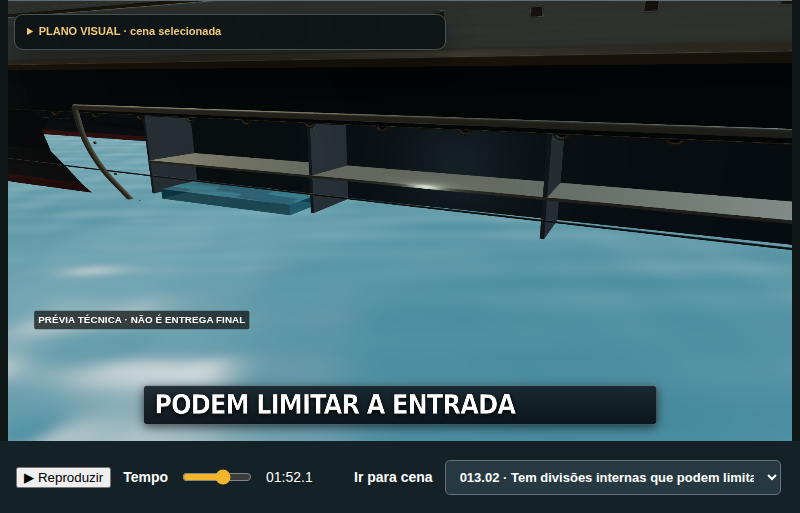 ▶ PLANO VISUAL · cena selecionada
PRÉVIA TÉCNICA · NÃO É ENTREGA FINAL
PODEM LIMITAR A ENTRADA
▶ Reproduzir Tempo 01:52.1 Ir para cena 013.02 · Tem divisões internas que podem limita